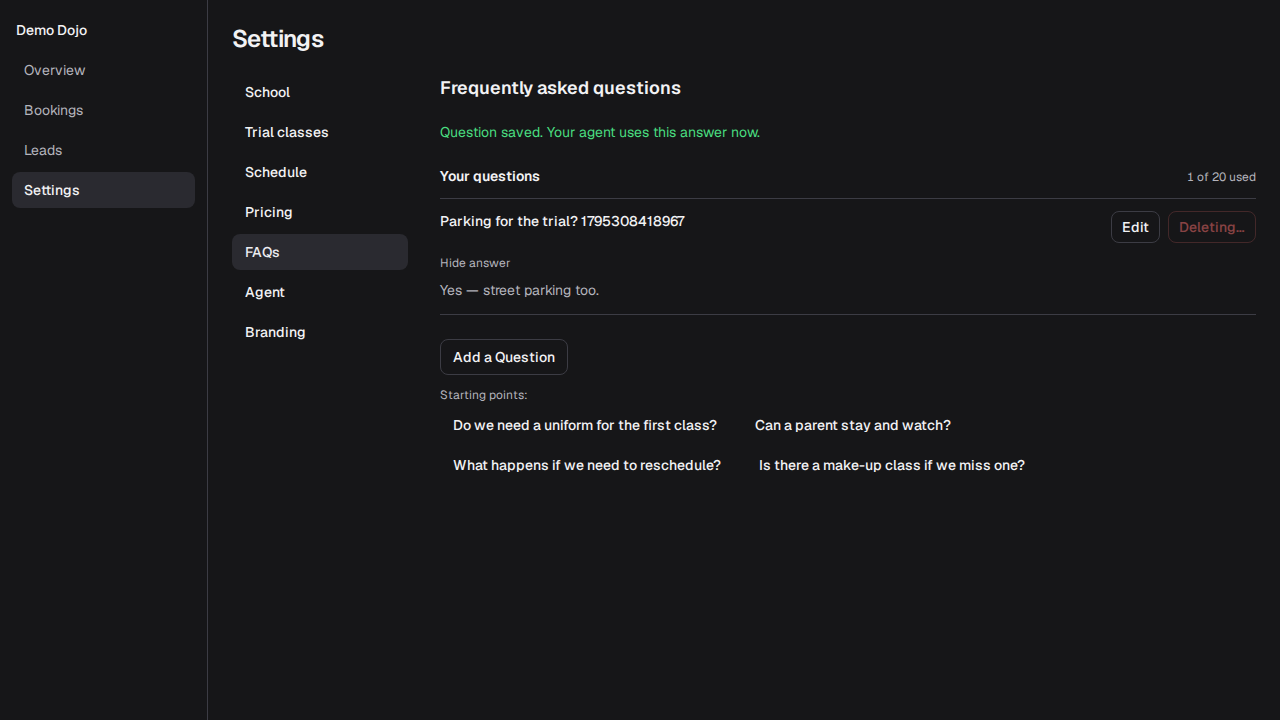 Demo Dojo
Overview
Bookings
Leads
Settings
Settings
School
Trial classes
Schedule
Pricing
FAQs
Agent
Branding
Frequently asked questions
Question saved. Your agent uses this answer now.
Your questions
1 of 20 used
Parking for the trial? 1795308418967
Edit
Deleting...
Hide answer
Yes — street parking too.
Add a Question
Starting points:
Do we need a uniform for the first class?
Can a parent stay and watch?
What happens if we need to reschedule?
Is there a make-up class if we miss one?